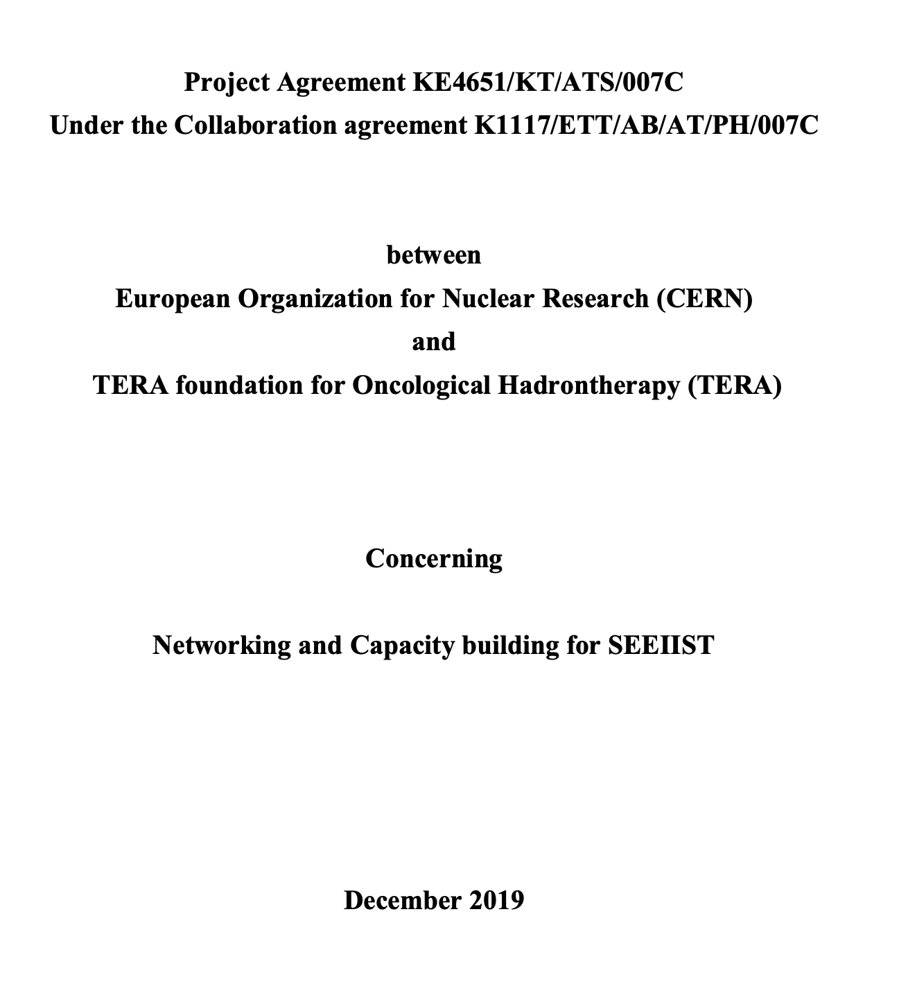 Project Agreement KE4651/KT/ATS/007C
Under the Collaboration agreement K1117/ETT/AB/AT/PH/007C
between
European Organization for Nuclear Research (CERN)
and
TERA foundation for Oncological Hadrontherapy (TERA)
Concerning
Networking and Capacity building for SEEIIST
December 2019